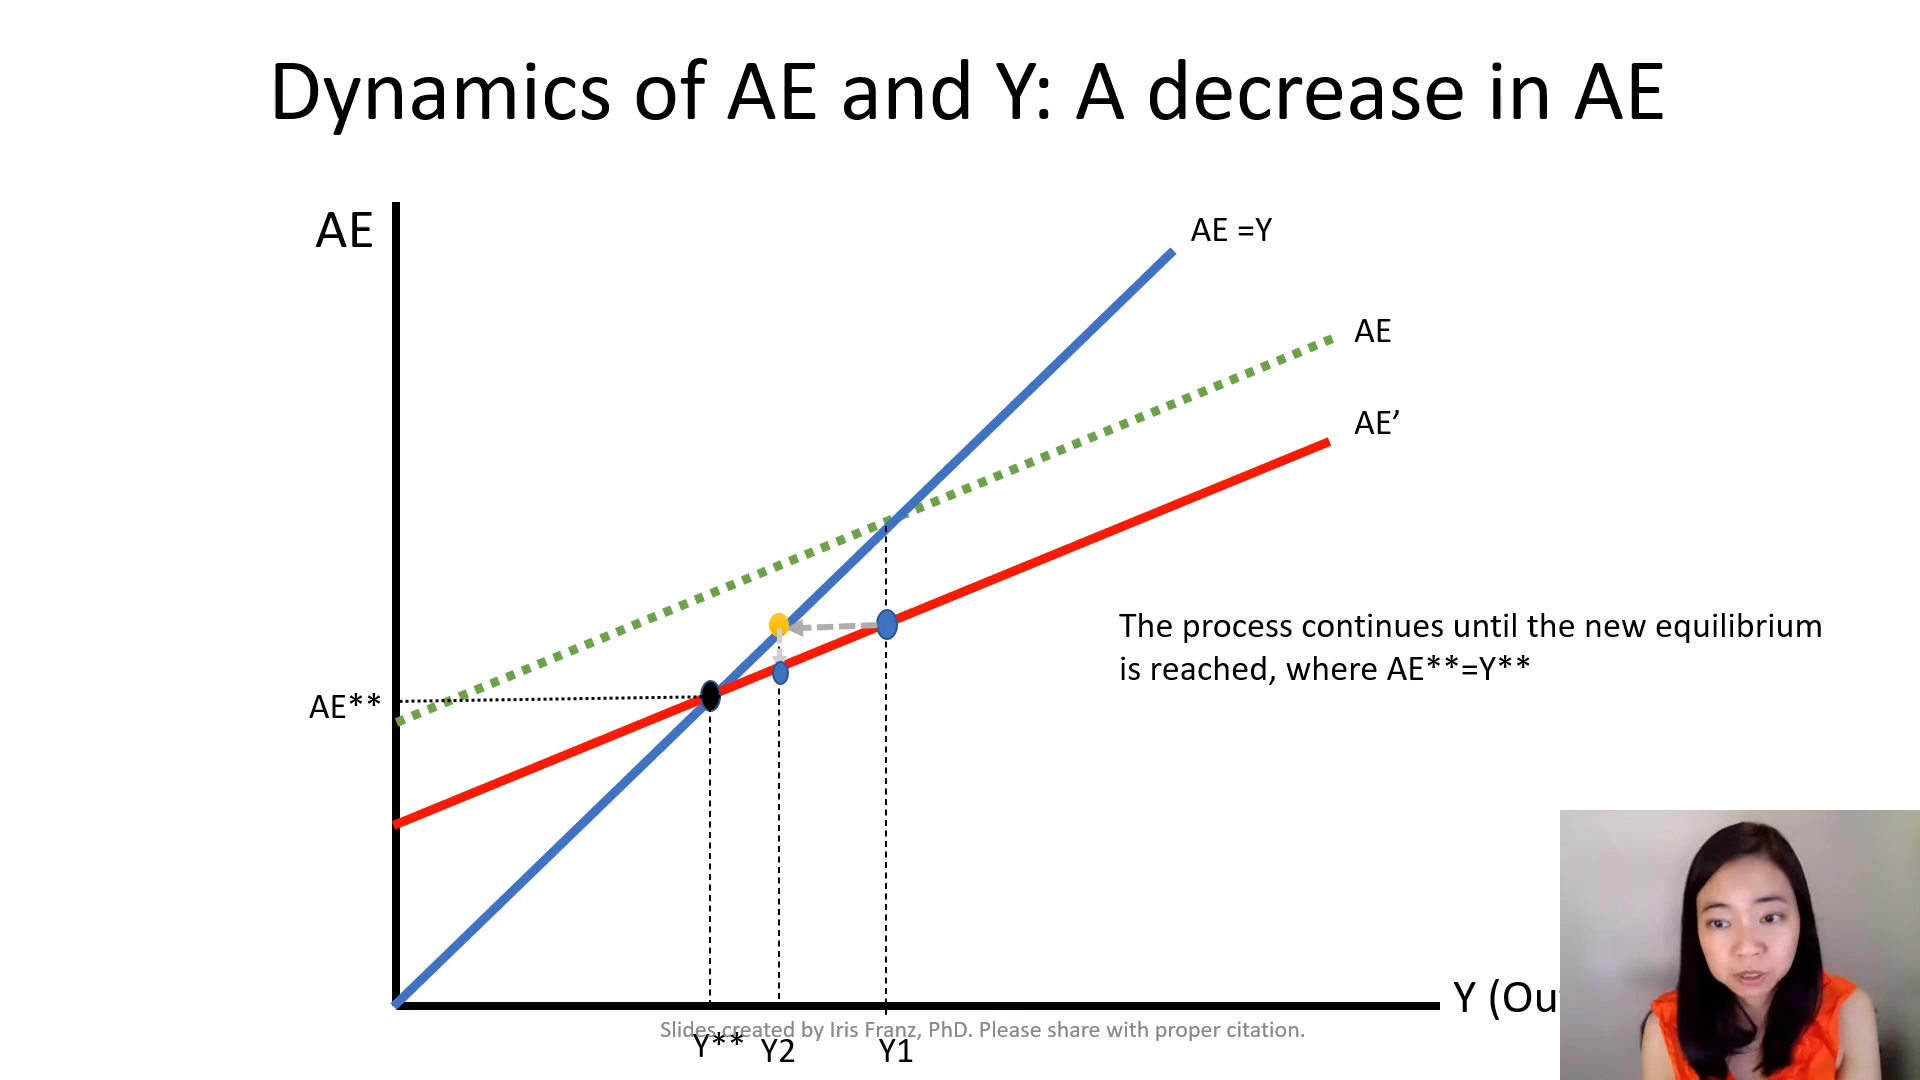 Dynamics of AE and Y: A decrease in AE
AE
AE =Y
AE
AE’
The process continues until the new equilibrium
is reached, where AE**=Y**
AE**
Y (Ou
Slides created by Iris Franz, PhD. Please share with proper citation.
Y** Y2 Y1